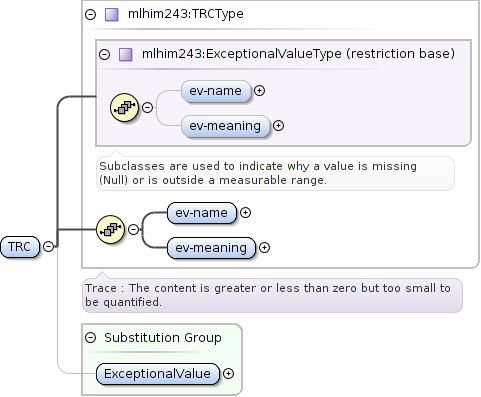 mlhim243:TRCType
mlhim243:ExceptionalValueType (restriction base)
ev-name
ev-meaning
Subclasses are used to indicate why a value is missing
(Null) or is outside a measurable range.
ev-name
ev-meaning
TRC
Trace : The content is greater or less than zero but too small to
be quantified.
Substitution Group
ExceptionalValue